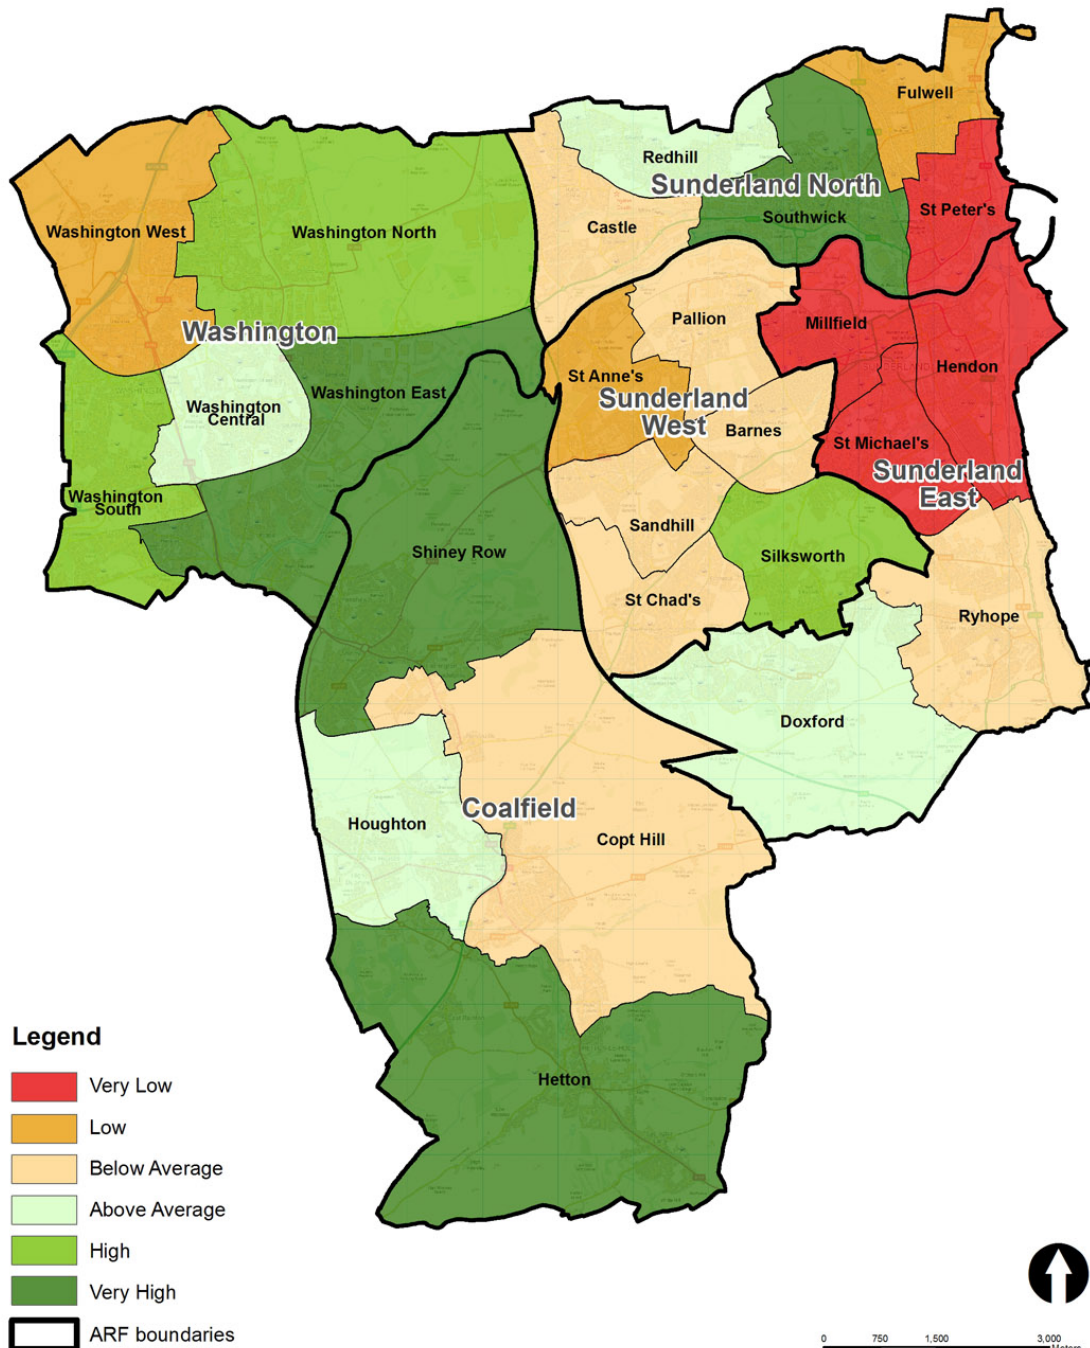 Fulwell
Redhill
Sunderland North
St Peter's
Southwick
Castle
Washington West
Washington North
Pallion
Millfield
Washington
Hendon
St Anne's
Washington East
Sunderland
West
Washington
Central
Barnes
St Michael's
Sunderland
East
Washington
South
Sandhill
Shiney Row
Silksworth
St Chad's
Ryhope
Doxford
Coalfield
Houghton
Copt Hill
Hetton
Legend
Very Low
Low
Below Average
Above Average
High
Very High
ARF boundaries
0 750 1,500 3,000
Meters